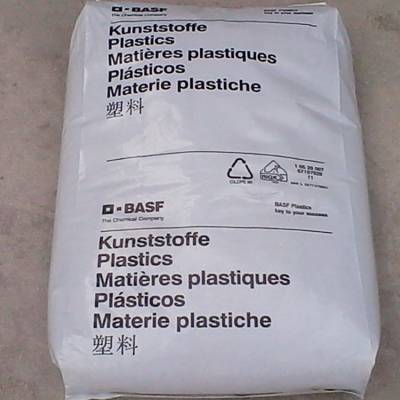 BASF
The Chemical Company
Kunststoffe
Plastics
Matières plastiques
Plásticos
Materie plastiche
塑料
BASF
The Chemical Company
BASF Plastics
key to your success
Kunststoffe
Plastics
Matières plastiques
Plásticos
Materie plastiche
塑料